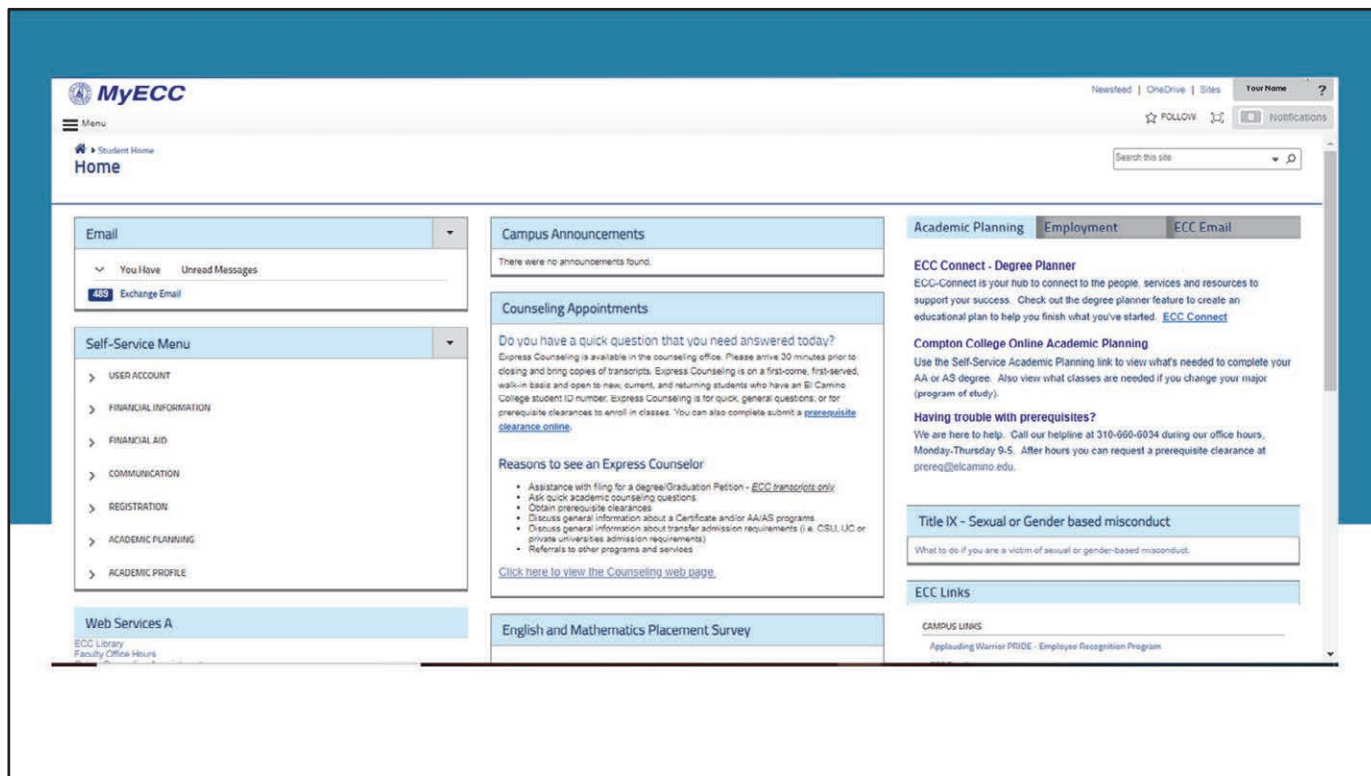 MyECC
Newsfeed | OneDrive | Sites
Your Name ?
Menu
FOLLOW
Notifications
Student Home
Home
Search this site
Email
You Have Unread Messages
489 Exchange Email
Self-Service Menu
USER ACCOUNT
FINANCIAL INFORMATION
FINANCIAL AID
COMMUNICATION
REGISTRATION
ACADEMIC PLANNING
ACADEMIC PROFILE
Web Services A
ECC Library
Faculty Office Hours
Campus Announcements
There were no announcements found.
Counseling Appointments
Do you have a quick question that you need answered today?
Express Counseling is available in the counseling office. Please arrive 30 minutes prior to
closing and bring copies of transcripts. Express Counseling is on a first-come, first-served,
walk-in basis and open to new, current, and returning students who have an El Camino
College student ID number. Express Counseling is for quick, general questions, or for
prerequisite clearances to enroll in classes. You can also complete submit a prerequisite
clearance online.
Reasons to see an Express Counselor
• Assistance with filing for a degree/Graduation Petition - ECC transcripts only
• Ask quick academic counseling questions
• Obtain prerequisite clearances
• Discuss general information about a Certificate and/or AA/AS programs
• Discuss general information about transfer admission requirements (i.e. CSU, UC or
private universities admission requirements)
• Referrals to other programs and services
Click here to view the Counseling web page.
English and Mathematics Placement Survey
Academic Planning Employment ECC Email
ECC Connect - Degree Planner
ECC-Connect is your hub to connect to the people, services and resources to
support your success. Check out the degree planner feature to create an
educational plan to help you finish what you've started. ECC Connect
Compton College Online Academic Planning
Use the Self-Service Academic Planning link to view what's needed to complete your
AA or AS degree. Also view what classes are needed if you change your major
(program of study).
Having trouble with prerequisites?
We are here to help. Call our helpline at 310-660-6034 during our office hours,
Monday-Thursday 9-5. After hours you can request a prerequisite clearance at
prereq@elcamino.edu.
Title IX - Sexual or Gender based misconduct
What to do if you are a victim of sexual or gender-based misconduct.
ECC Links
CAMPUS LINKS
Applauding Warrior PRIDE - Employee Recognition Program